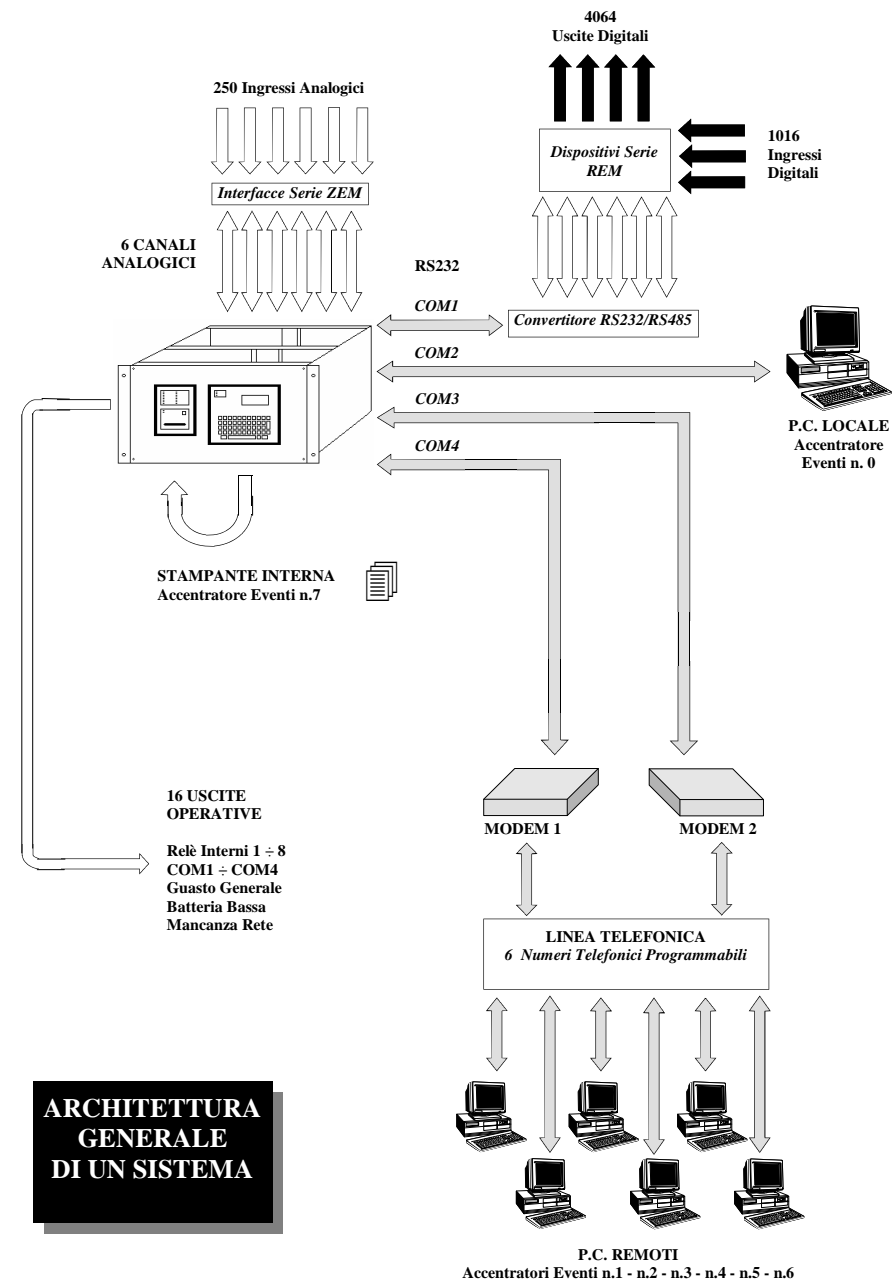 4064
Uscite Digitali
250 Ingressi Analogici
Dispositivi Serie
REM
1016
Ingressi
Digitali
Interfacce Serie ZEM
6 CANALI
ANALOGICI
RS232
COM1
Convertitore RS232/RS485
COM2
COM3
COM4
P.C. LOCALE
Accentratore
Eventi n. 0
STAMPANTE INTERNA
Accentratore Eventi n.7
16 USCITE
OPERATIVE
Relè Interni 1 ÷ 8
COM1 ÷ COM4
Guasto Generale
Batteria Bassa
Mancanza Rete
MODEM 1
MODEM 2
LINEA TELEFONICA
6 Numeri Telefonici Programmabili
ARCHITETTURA
GENERALE
DI UN SISTEMA
P.C. REMOTI
Accentratori Eventi n.1 - n.2 - n.3 - n.4 - n.5 - n.6